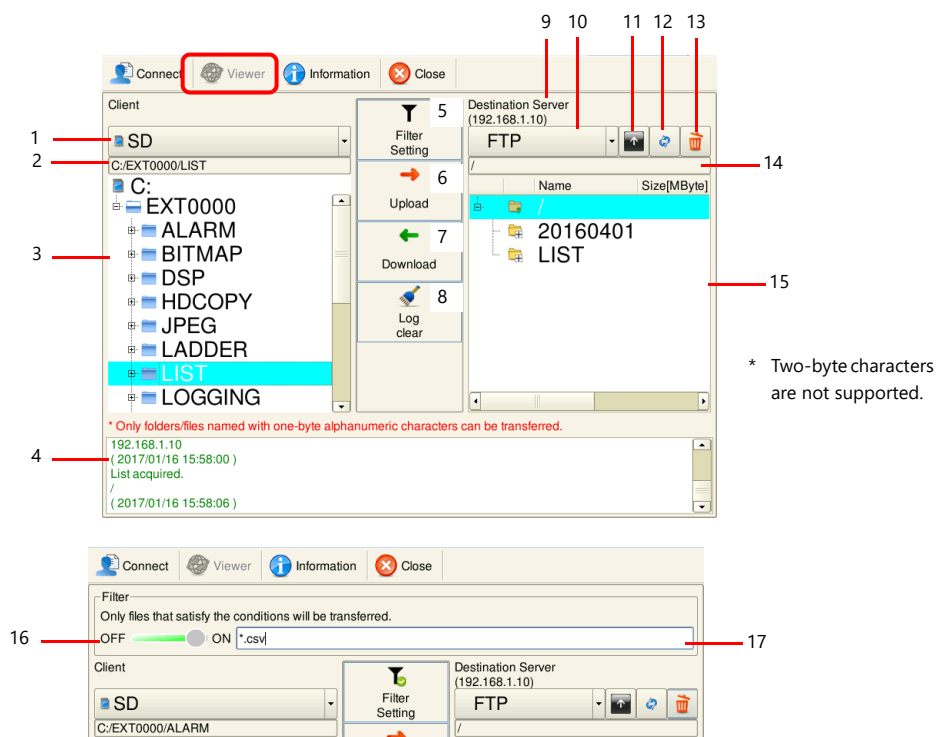 9 10 11 12 13
Connect Viewer Information Close
Client
Destination Server
(192.168.1.10)
5
Filter
Setting
1
SD
FTP
2
C:/EXT0000/LIST
/
14
C:
6
Upload
Name Size[MByte]
EXT0000
/
ALARM
20160401
7
Download
3
BITMAP
LIST
DSP
15
HDCOPY
8
Log
clear
JPEG
LADDER
LIST
LOGGING
* Two-byte characters
are not supported.
* Only folders/files named with one-byte alphanumeric characters can be transferred.
4
192.168.1.10
( 2017/01/16 15:58:00 )
List acquired.
/
( 2017/01/16 15:58:06 )
Connect Viewer Information Close
Filter
Only files that satisfy the conditions will be transferred.
16
OFF ON *.csv
17
Client
Destination Server
(192.168.1.10)
Filter
Setting
SD
FTP
C:/EXT0000/ALARM
/